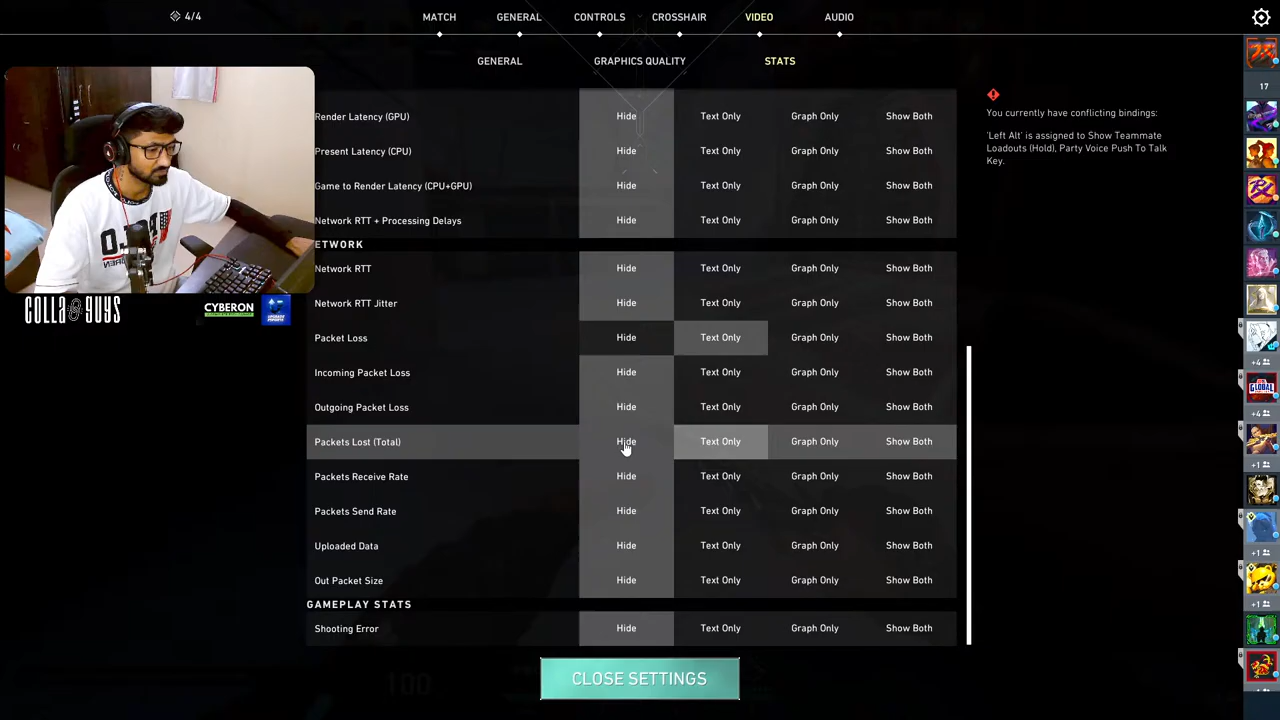 4/4
MATCH
GENERAL
CONTROLS
CROSSHAIR
VIDEO
AUDIO
GENERAL
GRAPHICS QUALITY
STATS
17
Render Latency (GPU) Hide Text Only Graph Only Show Both
Present Latency (CPU) Hide Text Only Graph Only Show Both
Game to Render Latency (CPU+GPU) Hide Text Only Graph Only Show Both
Network RTT + Processing Delays Hide Text Only Graph Only Show Both
ETWORK
Network RTT Hide Text Only Graph Only Show Both
Network RTT Jitter Hide Text Only Graph Only Show Both
Packet Loss Hide Text Only Graph Only Show Both
Incoming Packet Loss Hide Text Only Graph Only Show Both
Outgoing Packet Loss Hide Text Only Graph Only Show Both
Packets Lost (Total) Hide Text Only Graph Only Show Both
Packets Receive Rate Hide Text Only Graph Only Show Both
Packets Send Rate Hide Text Only Graph Only Show Both
Uploaded Data Hide Text Only Graph Only Show Both
Out Packet Size Hide Text Only Graph Only Show Both
GAMEPLAY STATS
Shooting Error Hide Text Only Graph Only Show Both
CLOSE SETTINGS
100
You currently have conflicting bindings:
'Left Alt' is assigned to Show Teammate
Loadouts (Hold), Party Voice Push To Talk
Key.
COLLA GUYS
CYBERON
+4
GLOBAL
+4
+1
+1
+1